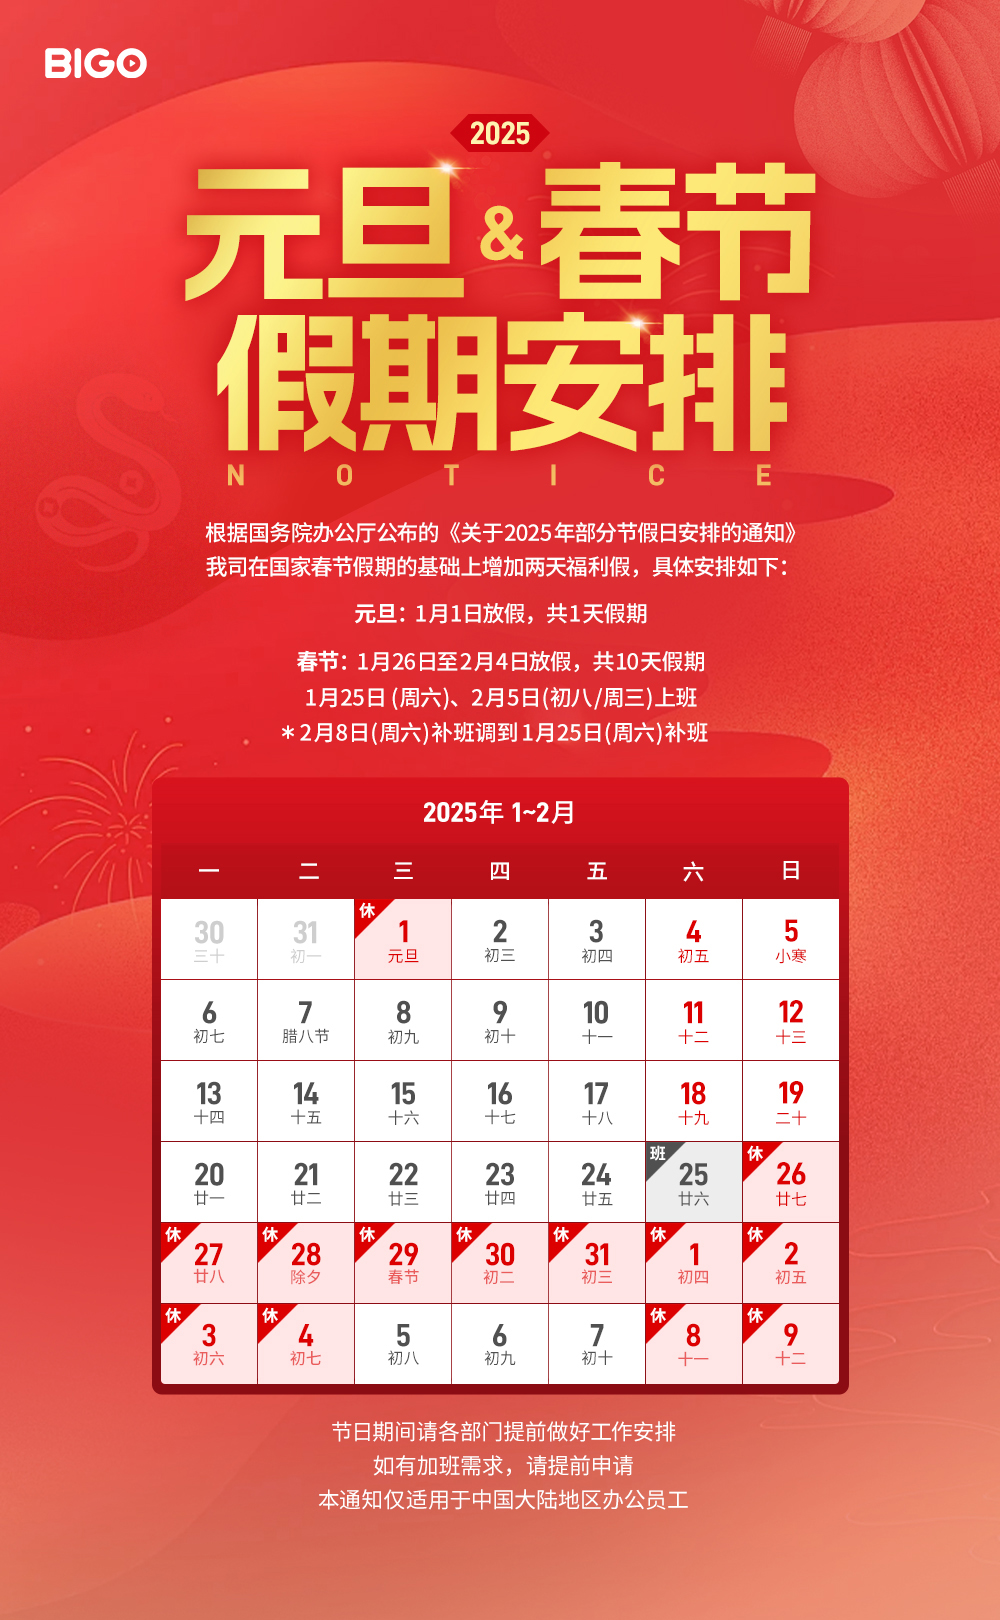 BIGO
2025
元旦&春节
假期安排
NOTICE
根据国务院办公厅公布的《关于2025年部分节假日安排的通知》
我司在国家春节假期的基础上增加两天福利假，具体安排如下：
元旦：1月1日放假，共1天假期
春节：1月26日至2月4日放假，共10天假期
1月25日(周六)、2月5日(初八/周三)上班
＊2月8日(周六)补班调到1月25日(周六)补班
2025年 1~2月
一 二 三 四 五 六 日
休
30 31 1 2 3 4 5
三十 初一 元旦 初三 初四 初五 小寒
6 7 8 9 10 11 12
初七 腊八节 初九 初十 十一 十二 十三
13 14 15 16 17 18 19
十四 十五 十六 十七 十八 十九 二十
班 休
20 21 22 23 24 25 26
廿一 廿二 廿三 廿四 廿五 廿六 廿七
休 休 休 休 休 休 休
27 28 29 30 31 1 2
廿八 除夕 春节 初二 初三 初四 初五
休 休 休 休
3 4 5 6 7 8 9
初六 初七 初八 初九 初十 十一 十二
节日期间请各部门提前做好工作安排
如有加班需求，请提前申请
本通知仅适用于中国大陆地区办公员工